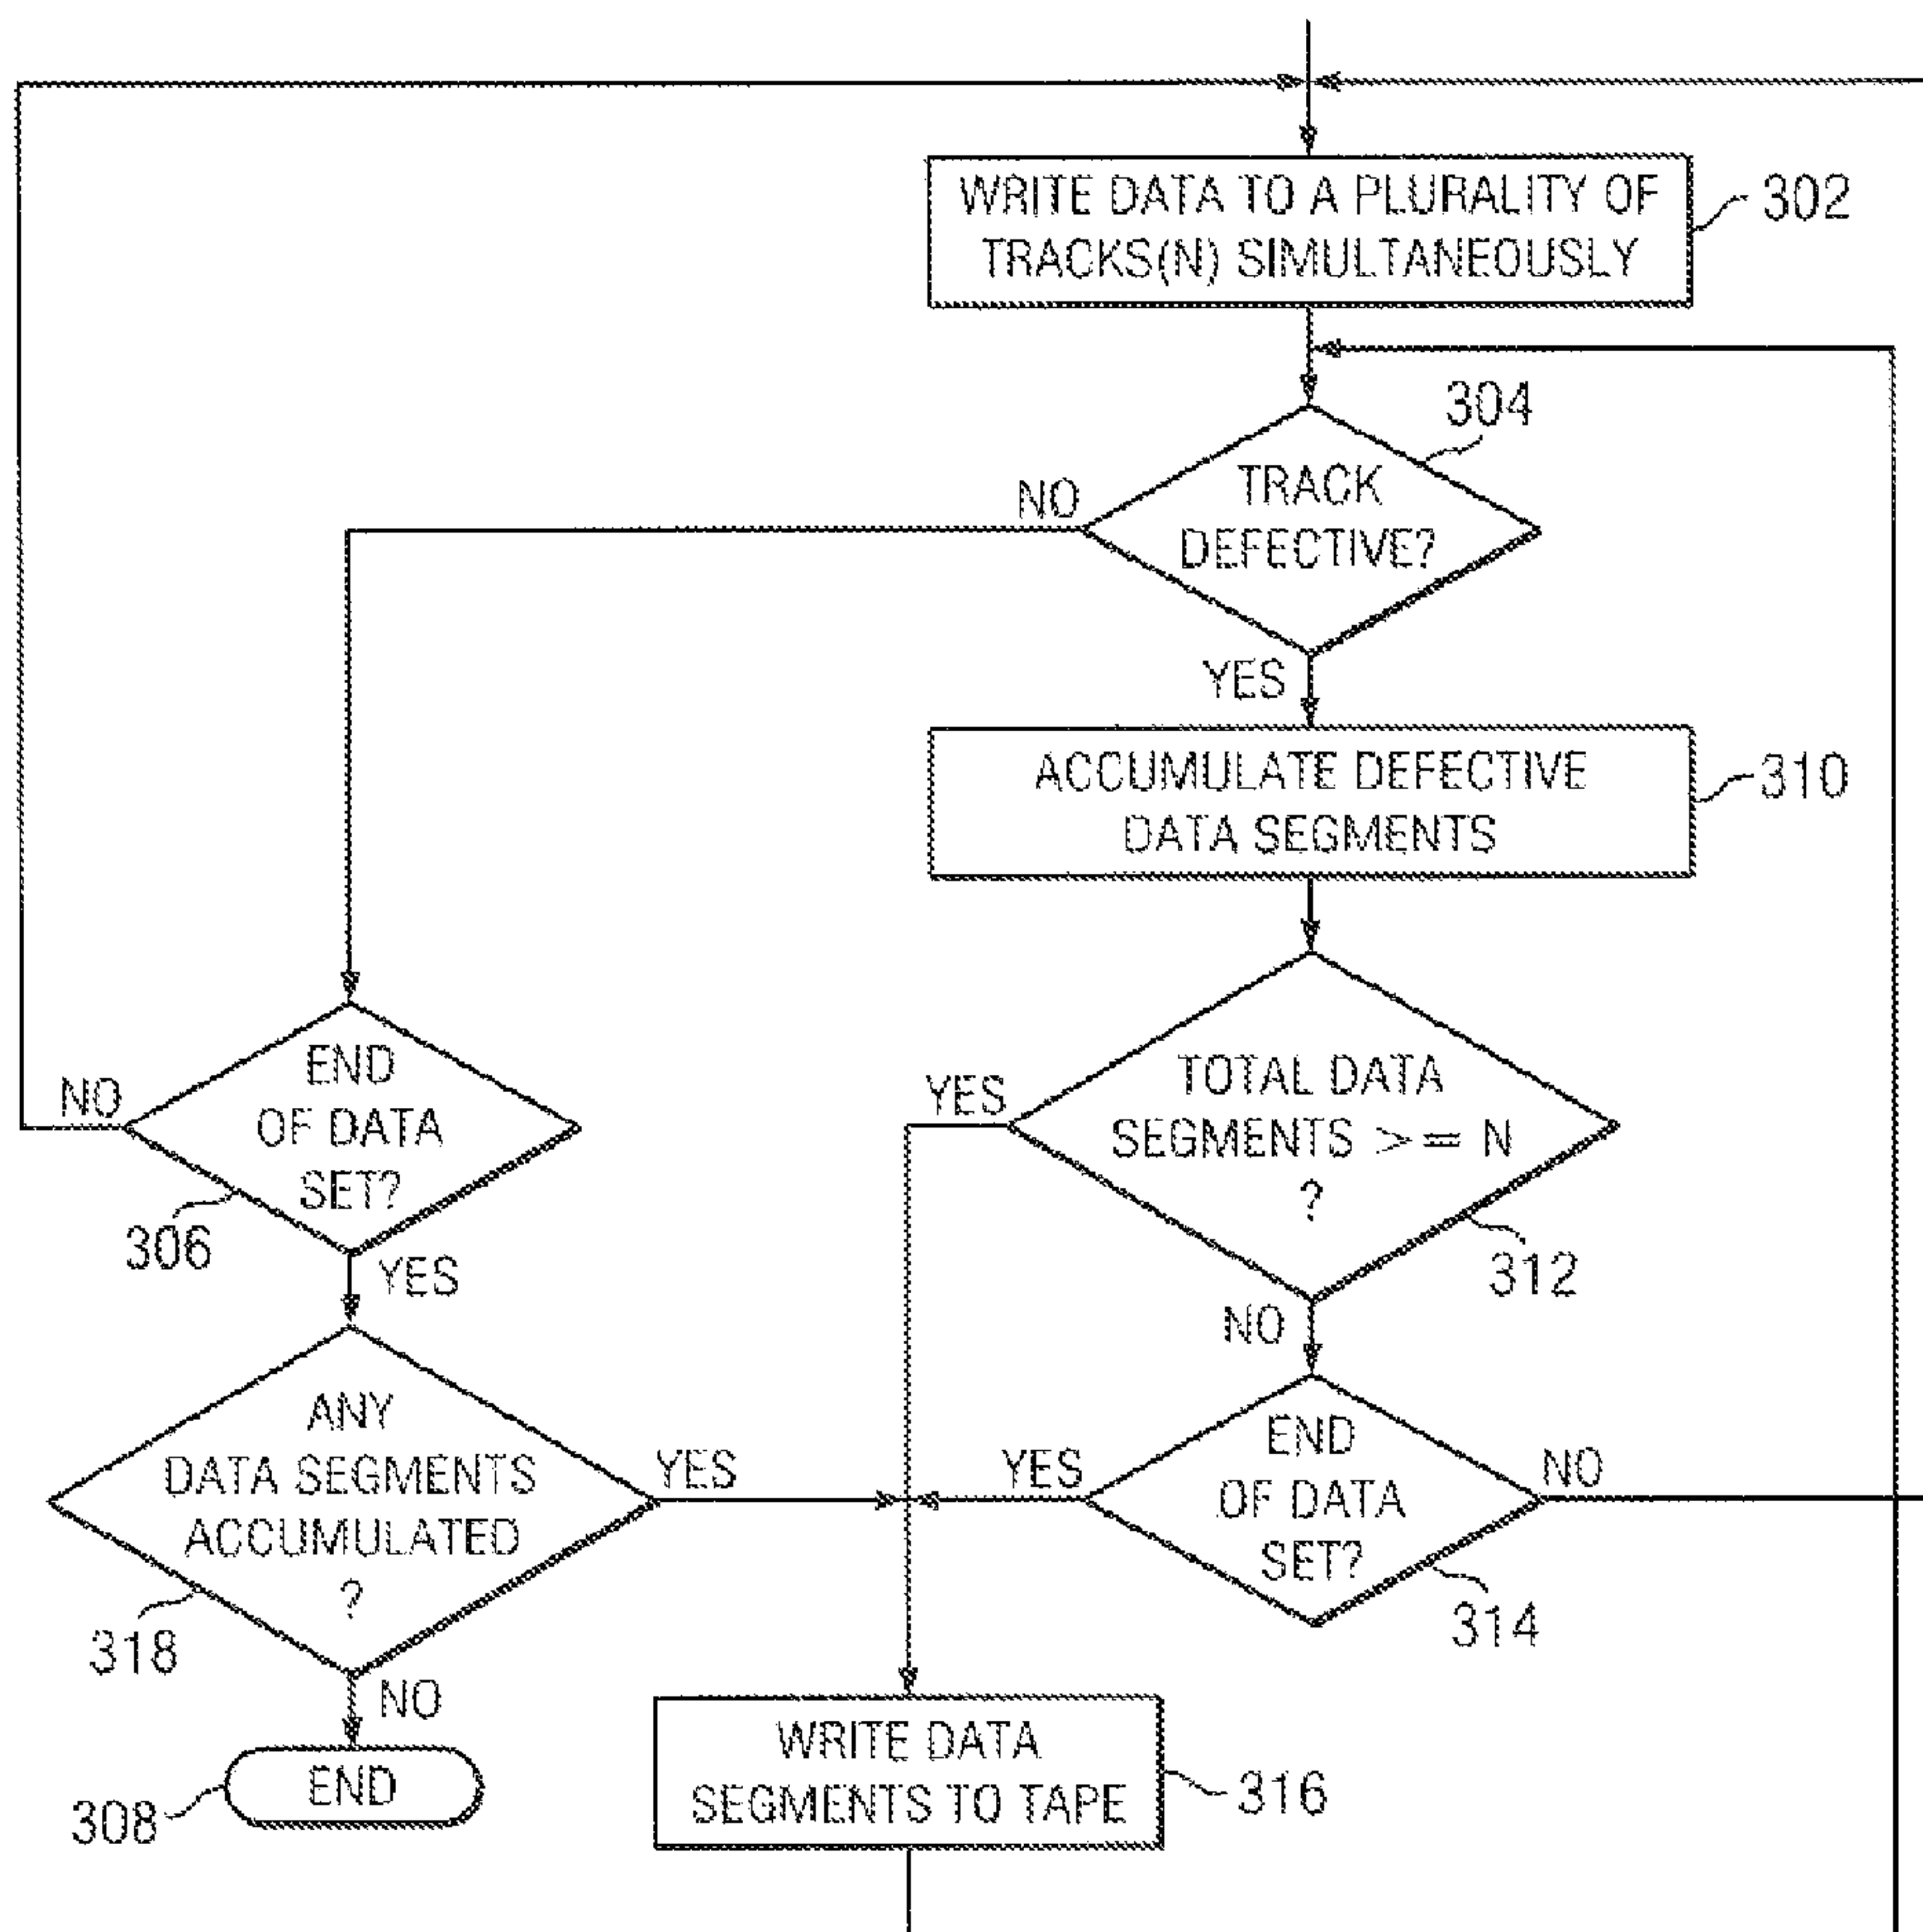 WRITE DATA TO A PLURALITY OF
TRACKS(N) SIMULTANEOUSLY
302
304
NO
TRACK
DEFECTIVE?
YES
ACCUMULATE DEFECTIVE
DATA SEGMENTS
310
END
OF DATA
SET?
NO
306
YES
TOTAL DATA
SEGMENTS >= N
?
YES
312
NO
ANY
DATA SEGMENTS
ACCUMULATED
?
YES
318
NO
YES
END
OF DATA
SET?
NO
314
END
308
WRITE DATA
SEGMENTS TO TAPE
316